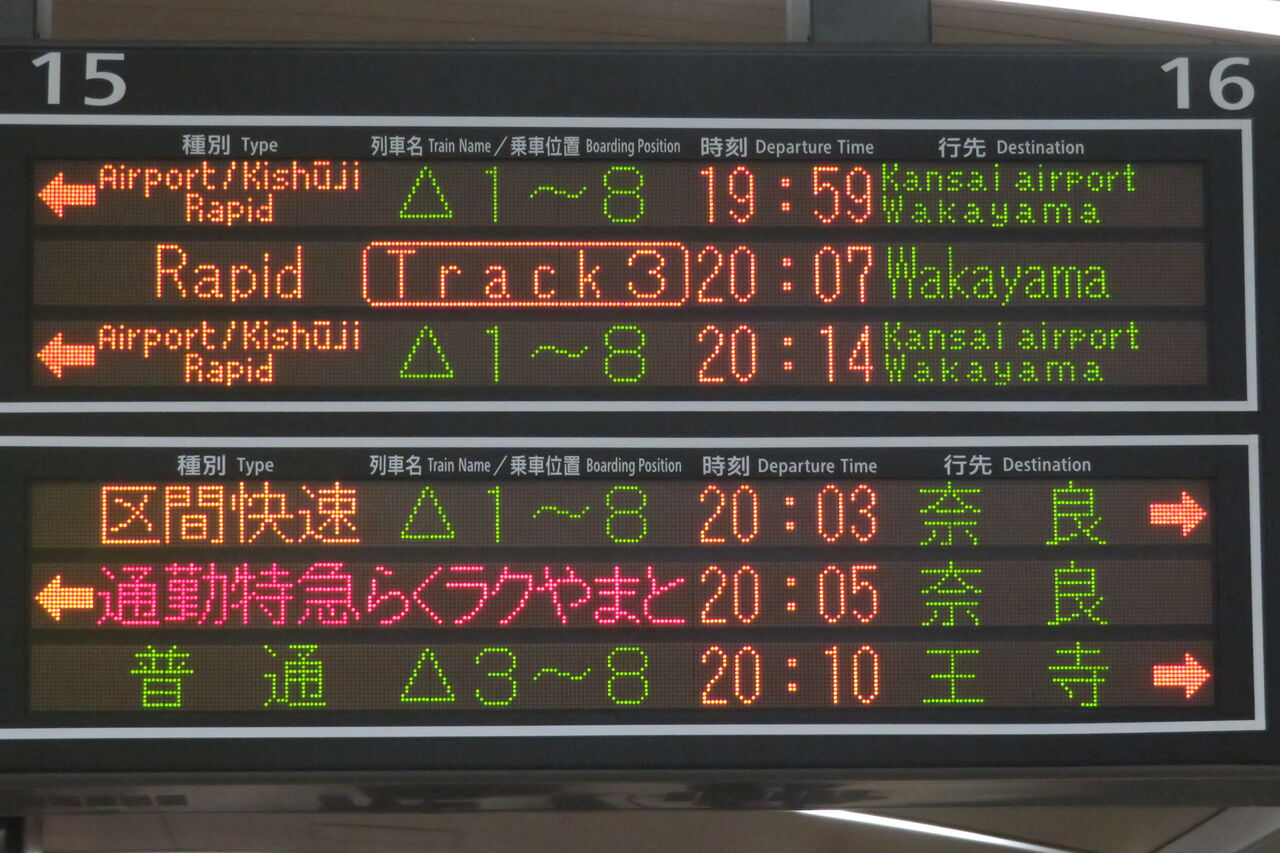 15 16
種別 Type 列車名 Train Name／乗車位置 Boarding Position 時刻 Departure Time 行先 Destination
← Airport/Kishūji Rapid △1～8 19:59 Kansai airport Wakayama
Rapid Track3 20:07 Wakayama
← Airport/Kishūji Rapid △1～8 20:14 Kansai airport Wakayama
種別 Type 列車名 Train Name／乗車位置 Boarding Position 時刻 Departure Time 行先 Destination
区間快速 △1～8 20:03 奈良 →
← 通勤特急らくラクやまと 20:05 奈良
普通 △3～8 20:10 王寺 →